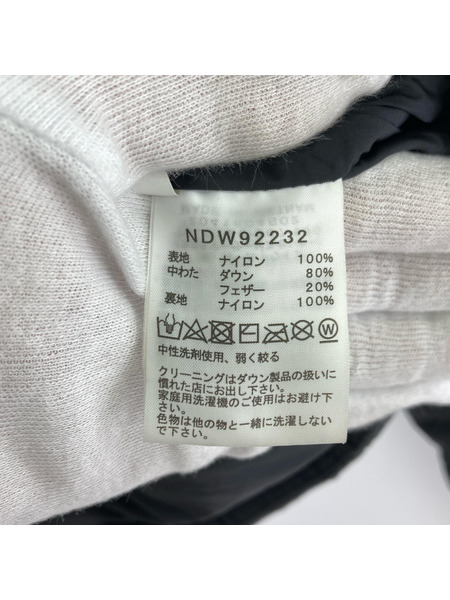 NDW92232
表地 ナイロン 100%
中わた ダウン 80%
フェザー 20%
裏地 ナイロン 100%
中性洗剤使用、弱く絞る
クリーニングはダウン製品の扱いに
慣れた店にお出し下さい。
家庭用洗濯機のご使用はお避け下
さい。
色物は他の物と一緒に洗濯しない
で下さい。